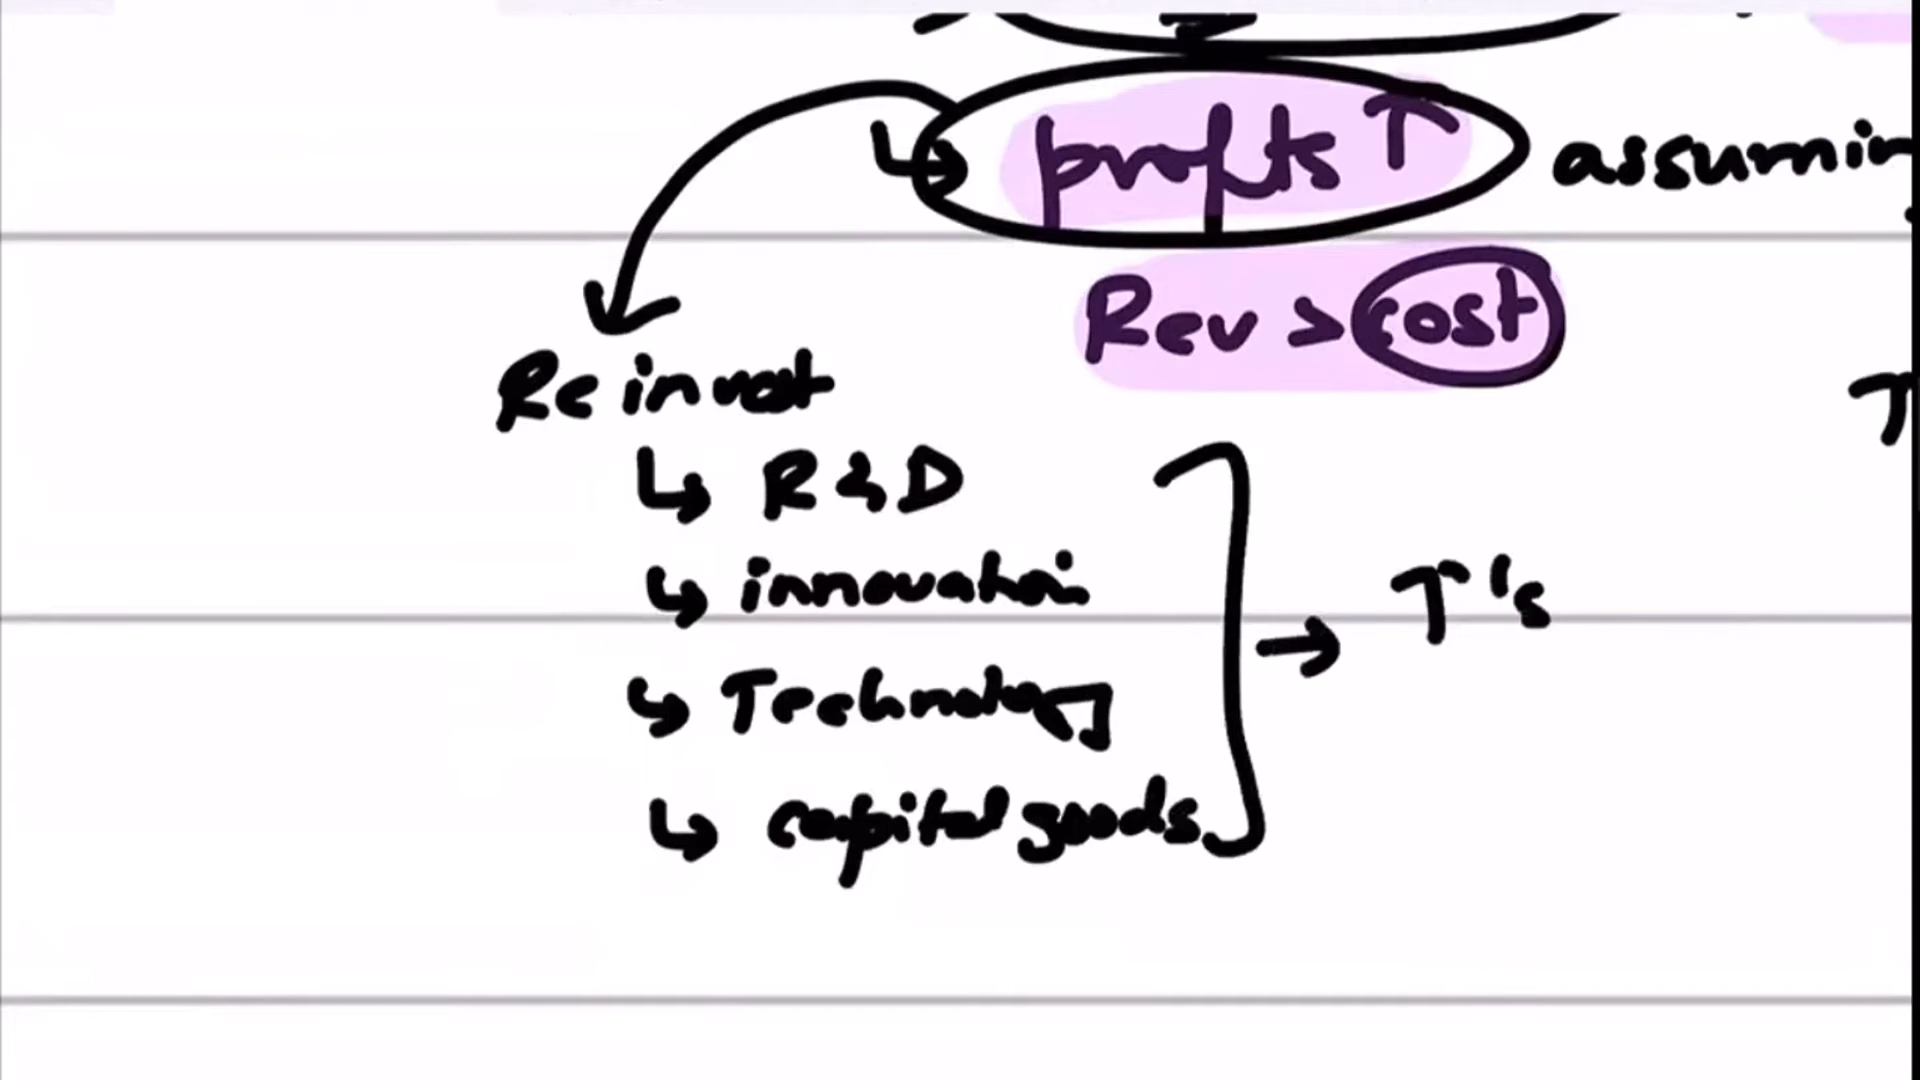 ↳ profits ↑ assumin
Rev > cost
Reinvest
↳ R & D
↳ innovation
↳ Technology
↳ capital goods
→ T's